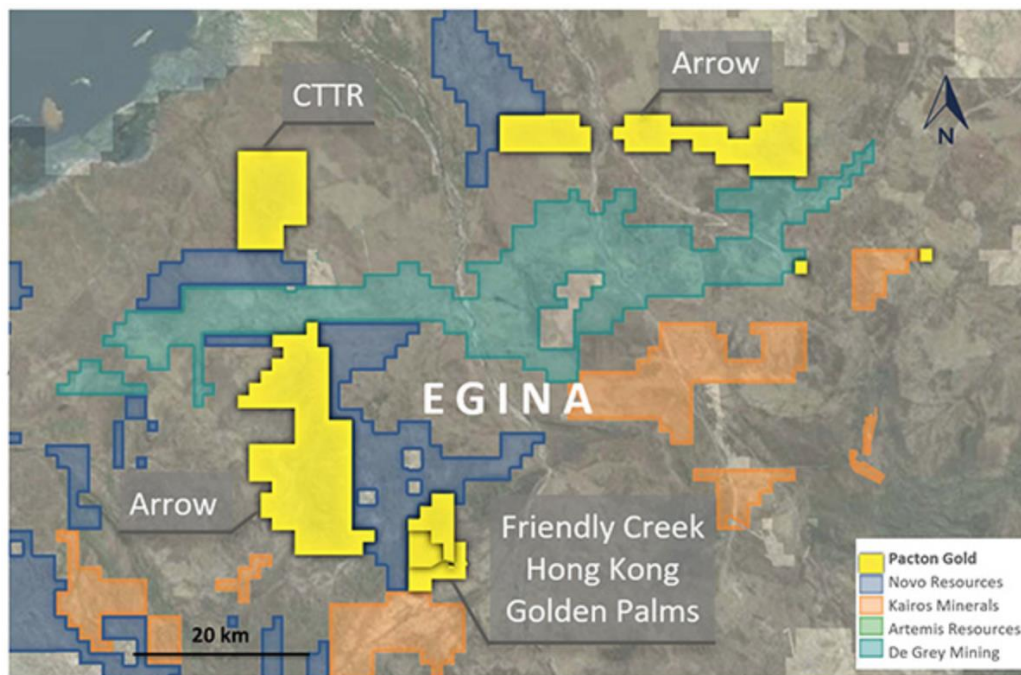 CTTR
Arrow
N
EGINA
Arrow
Friendly Creek
Hong Kong
Golden Palms
20 km
Pacton Gold
Novo Resources
Kairos Minerals
Artemis Resources
De Grey Mining